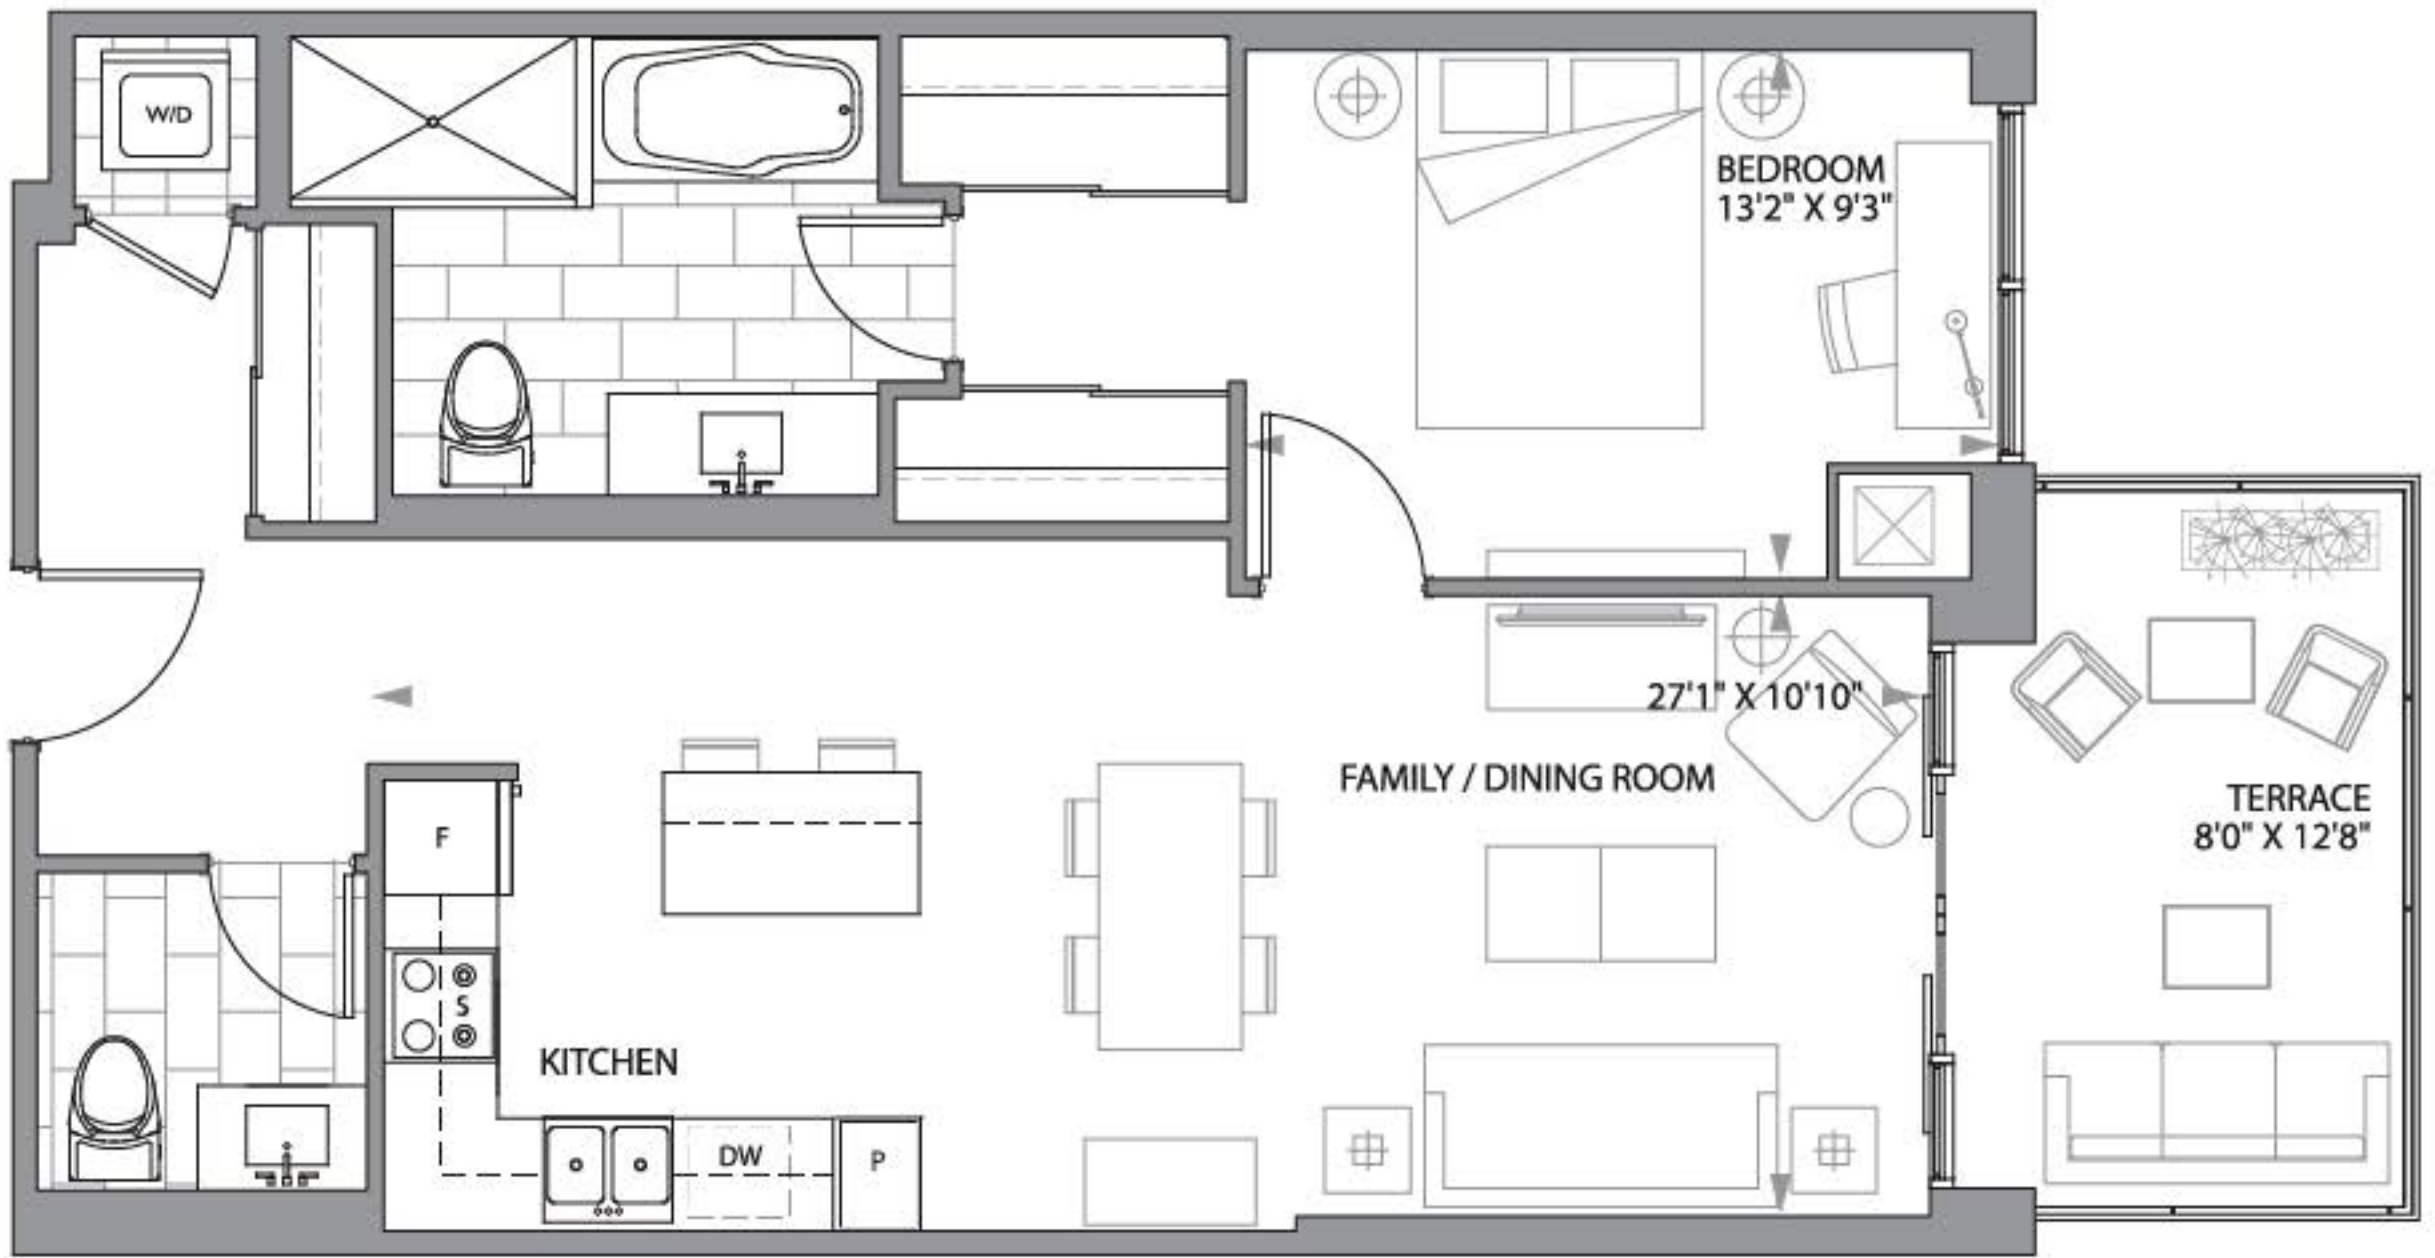 W/D
BEDROOM
13'2" X 9'3"
27'1" X 10'10"
FAMILY / DINING ROOM
TERRACE
8'0" X 12'8"
F
S
KITCHEN
DW
P